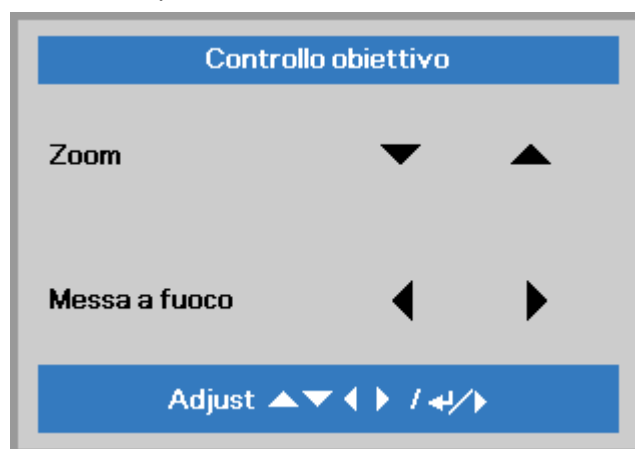 Controllo obiettivo
Zoom ▼ ▲
Messa a fuoco ◀ ▶
Adjust ▲▼◀ ▶ / ↵/▶